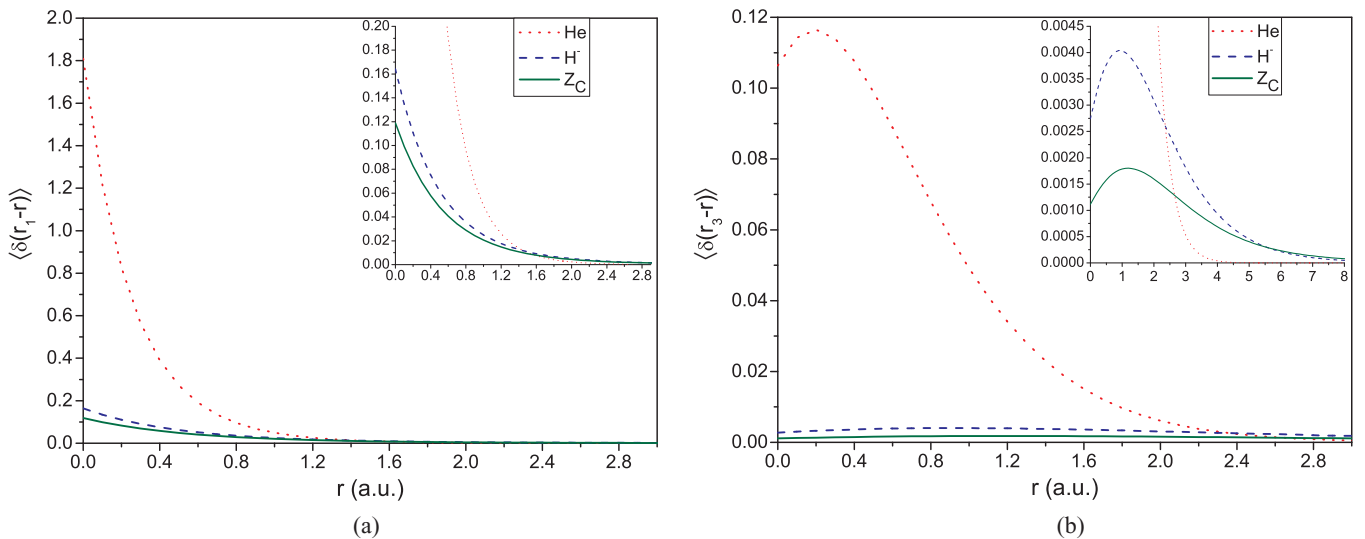 2.0
1.8
1.6
1.4
1.2
1.0
0.8
0.6
0.4
0.2
0.0
⟨δ(r₁-r)⟩
0.0 0.4 0.8 1.2 1.6 2.0 2.4 2.8
r (a.u.)
(a)
0.20
0.18
0.16
0.14
0.12
0.10
0.08
0.06
0.04
0.02
0.00
0.0 0.4 0.8 1.2 1.6 2.0 2.4 2.8
He
H⁻
Z_C
0.12
0.10
0.08
0.06
0.04
0.02
0.00
⟨δ(r₃-r)⟩
0.0 0.4 0.8 1.2 1.6 2.0 2.4 2.8
r (a.u.)
(b)
0.0045
0.0040
0.0035
0.0030
0.0025
0.0020
0.0015
0.0010
0.0005
0.0000
0 1 2 3 4 5 6 7 8
He
H⁻
Z_C